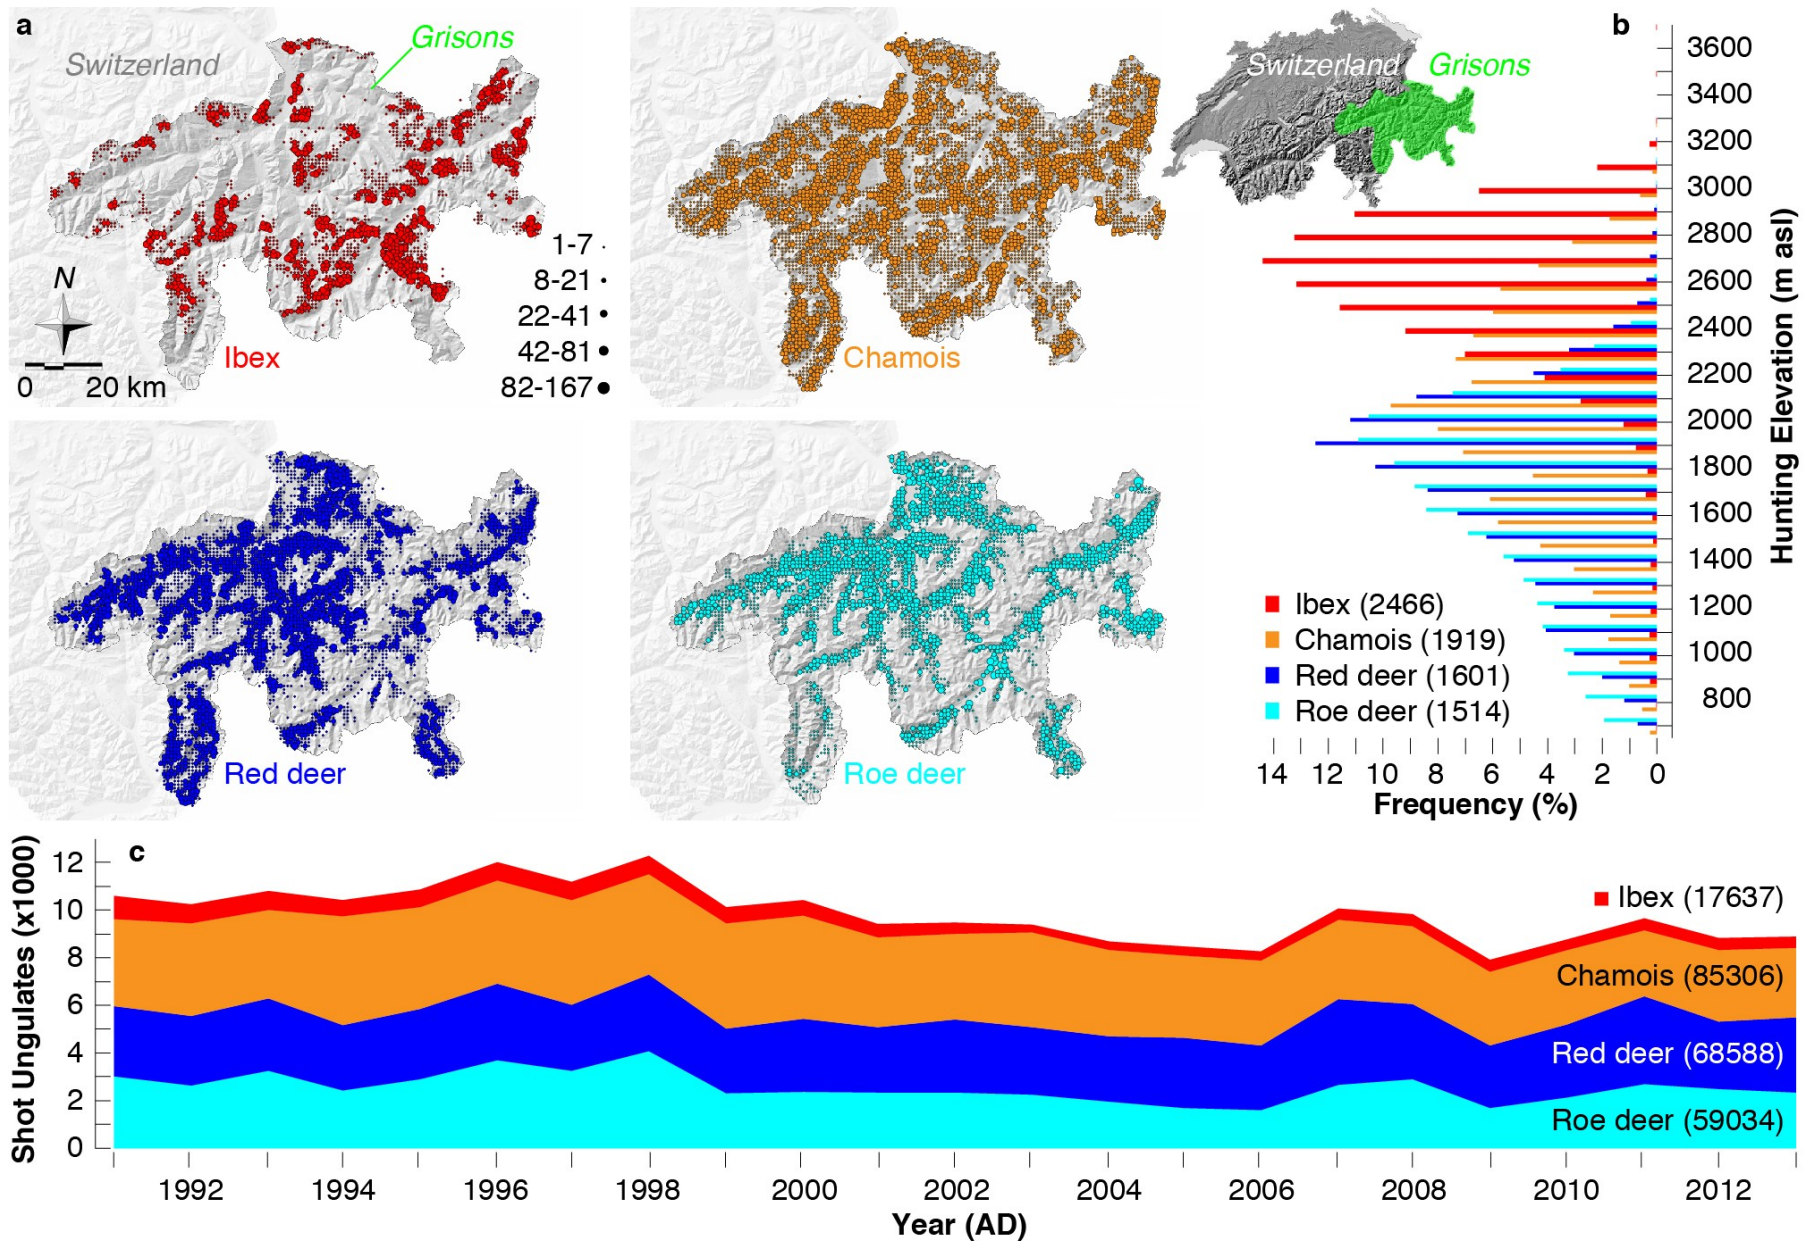 a
Switzerland
Grisons
N
0 20 km
Ibex
1-7
8-21
22-41
42-81
82-167
Chamois
Red deer
Roe deer
b
Switzerland
Grisons
3600
3400
3200
3000
2800
2600
2400
2200
2000
1800
1600
1400
1200
1000
800
Hunting Elevation (m asl)
Ibex (2466)
Chamois (1919)
Red deer (1601)
Roe deer (1514)
14 12 10 8 6 4 2 0
Frequency (%)
c
Shot Ungulates (x1000)
12
10
8
6
4
2
0
Ibex (17637)
Chamois (85306)
Red deer (68588)
Roe deer (59034)
1992 1994 1996 1998 2000 2002 2004 2006 2008 2010 2012
Year (AD)